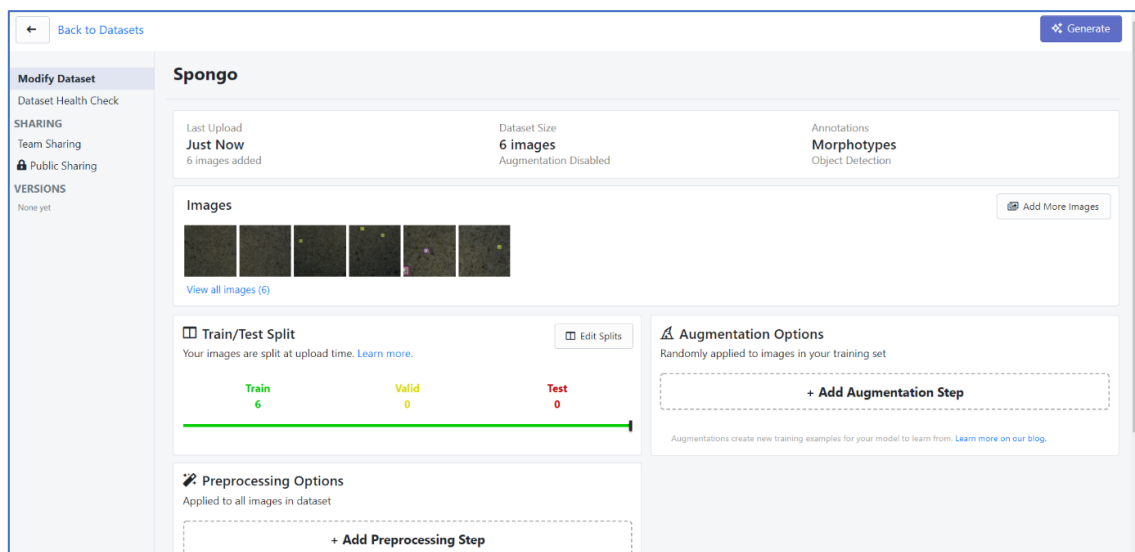 Back to Datasets
Generate
Modify Dataset
Dataset Health Check
SHARING
Team Sharing
Public Sharing
VERSIONS
None yet
Spongo
Last Upload
Just Now
6 images added
Dataset Size
6 images
Augmentation Disabled
Annotations
Morphotypes
Object Detection
Images
Add More Images
View all images (6)
Train/Test Split
Edit Splits
Your images are split at upload time. Learn more.
Train Valid Test
6 0 0
Augmentation Options
Randomly applied to images in your training set
+ Add Augmentation Step
Augmentations create new training examples for your model to learn from. Learn more on our blog.
Preprocessing Options
Applied to all images in dataset
+ Add Preprocessing Step